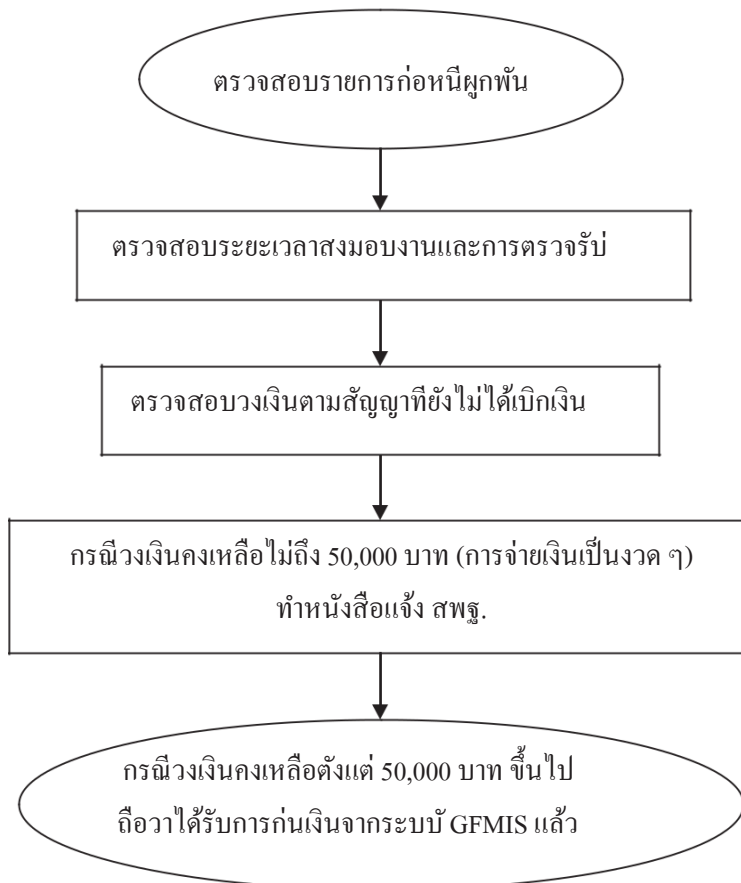 ตรวจสอบรายการก่อหนีผูกพัน
ตรวจสอบระยะเวลาสงมอบงานและการตรวจรับ่
ตรวจสอบวงเงินตามสัญญาทียังไม่ได้เบิกเงิน
กรณีวงเงินคงเหลือไม่ถึง 50,000 บาท (การจ่ายเงินเป็นงวด ๆ)
ทำหนังสือแจ้ง สพฐ.
กรณีวงเงินคงเหลือตังแต่ 50,000 บาท ขึ้นไป
ถือวาได้รับการก่นเงินจากระบบั GFMIS แล้ว